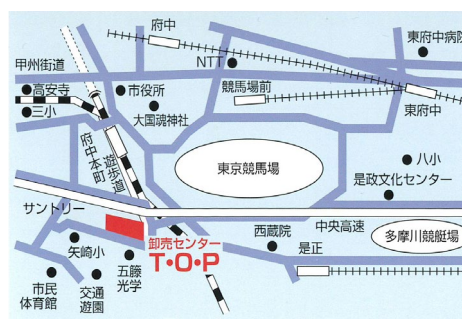 府中
東府中病院
NTT
甲州街道
高安寺
市役所
競馬場前
三小
大国魂神社
東府中
府中本町
遊歩道
東京競馬場
八小
是政文化センター
サントリー
中央高速
卸売センター
T・O・P
西蔵院
多摩川競艇場
矢崎小
五籐光学
是正
市民体育館
交通遊園